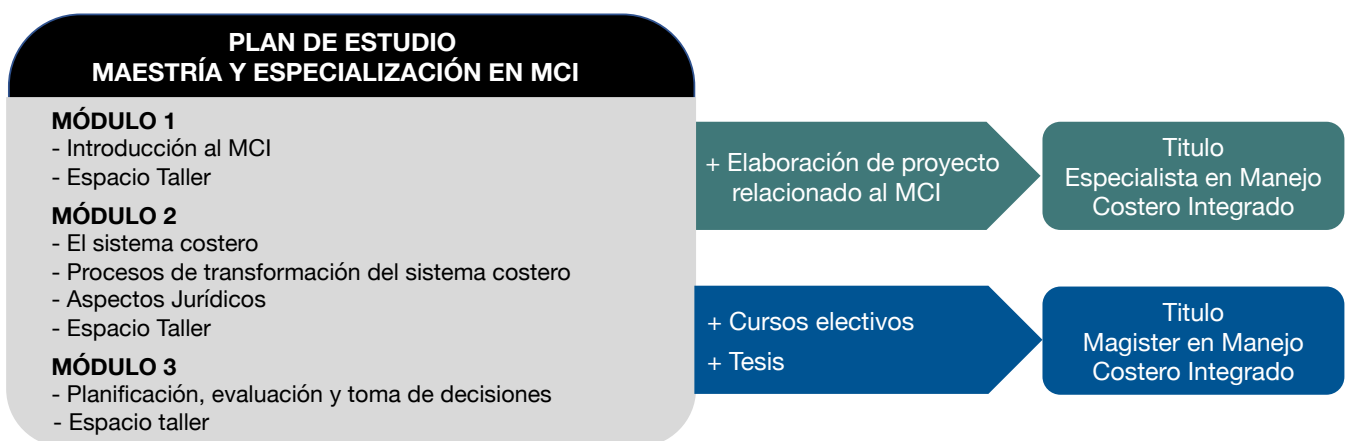 PLAN DE ESTUDIO
MAESTRÍA Y ESPECIALIZACIÓN EN MCI
MÓDULO 1
- Introducción al MCI
- Espacio Taller
MÓDULO 2
- El sistema costero
- Procesos de transformación del sistema costero
- Aspectos Jurídicos
- Espacio Taller
MÓDULO 3
- Planificación, evaluación y toma de decisiones
- Espacio taller
+ Elaboración de proyecto
relacionado al MCI
Titulo
Especialista en Manejo
Costero Integrado
+ Cursos electivos
+ Tesis
Titulo
Magister en Manejo
Costero Integrado